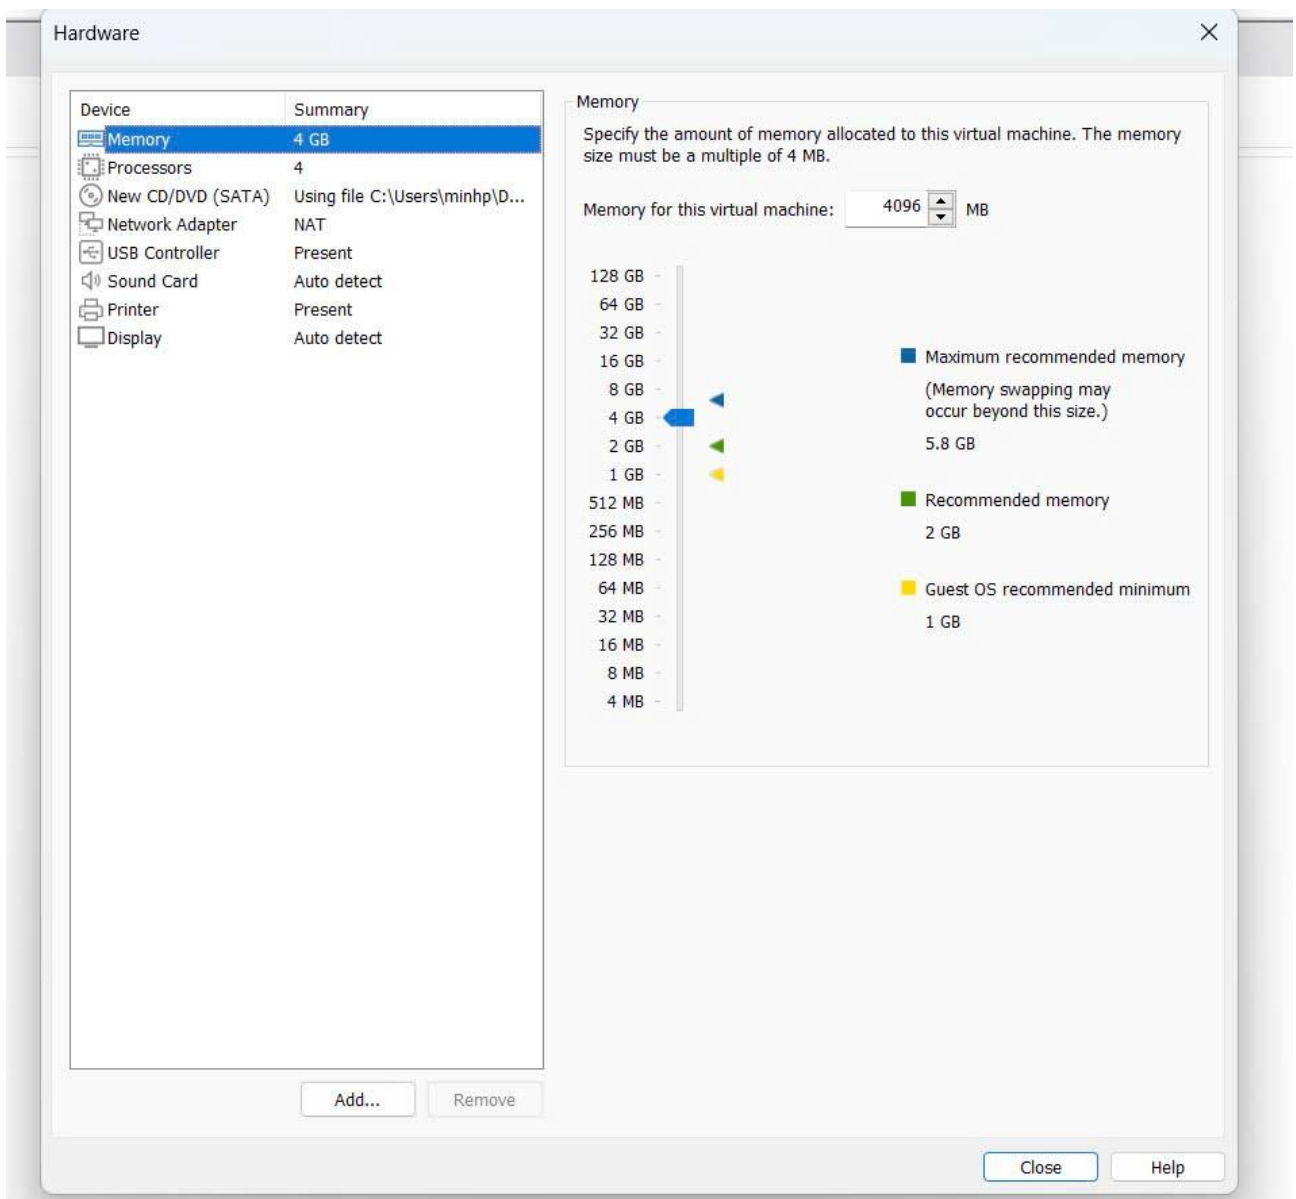 Hardware
Device Summary
Memory 4 GB
Processors 4
New CD/DVD (SATA) Using file C:\Users\minhp\D...
Network Adapter NAT
USB Controller Present
Sound Card Auto detect
Printer Present
Display Auto detect
Add... Remove
Memory
Specify the amount of memory allocated to this virtual machine. The memory
size must be a multiple of 4 MB.
Memory for this virtual machine: 4096 MB
128 GB
64 GB
32 GB
16 GB
8 GB
4 GB
2 GB
1 GB
512 MB
256 MB
128 MB
64 MB
32 MB
16 MB
8 MB
4 MB
Maximum recommended memory
(Memory swapping may
occur beyond this size.)
5.8 GB
Recommended memory
2 GB
Guest OS recommended minimum
1 GB
Close Help